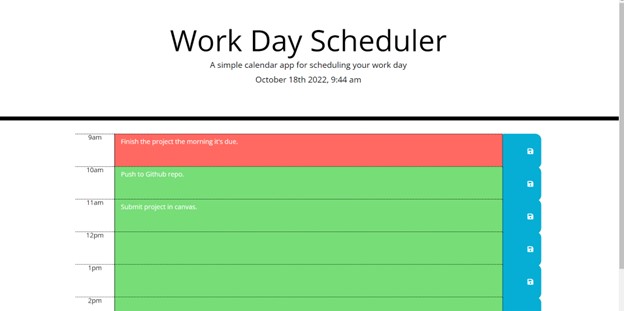 Work Day Scheduler
A simple calendar app for scheduling your work day
October 18th 2022, 9:44 am
9am
Finish the project the morning it's due.
10am
Push to Github repo.
11am
Submit project in canvas.
12pm
1pm
2pm